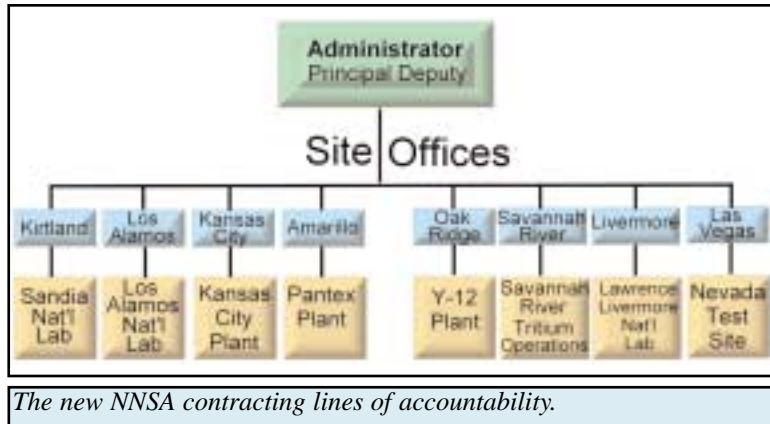 Administrator
Principal Deputy
Site Offices
Kirtland
Los
Alamos
Kansas
City
Amarillo
Oak
Ridge
Savannah
River
Livermore
Las
Vegas
Sandia
Nat'l
Lab
Los
Alamos
Nat'l
Lab
Kansas
City
Plant
Pantex
Plant
Y-12
Plant
Savannah
River
Tritium
Operations
Lawrence
Livermore
Nat'l
Lab
Nevada
Test
Site
The new NNSA contracting lines of accountability.